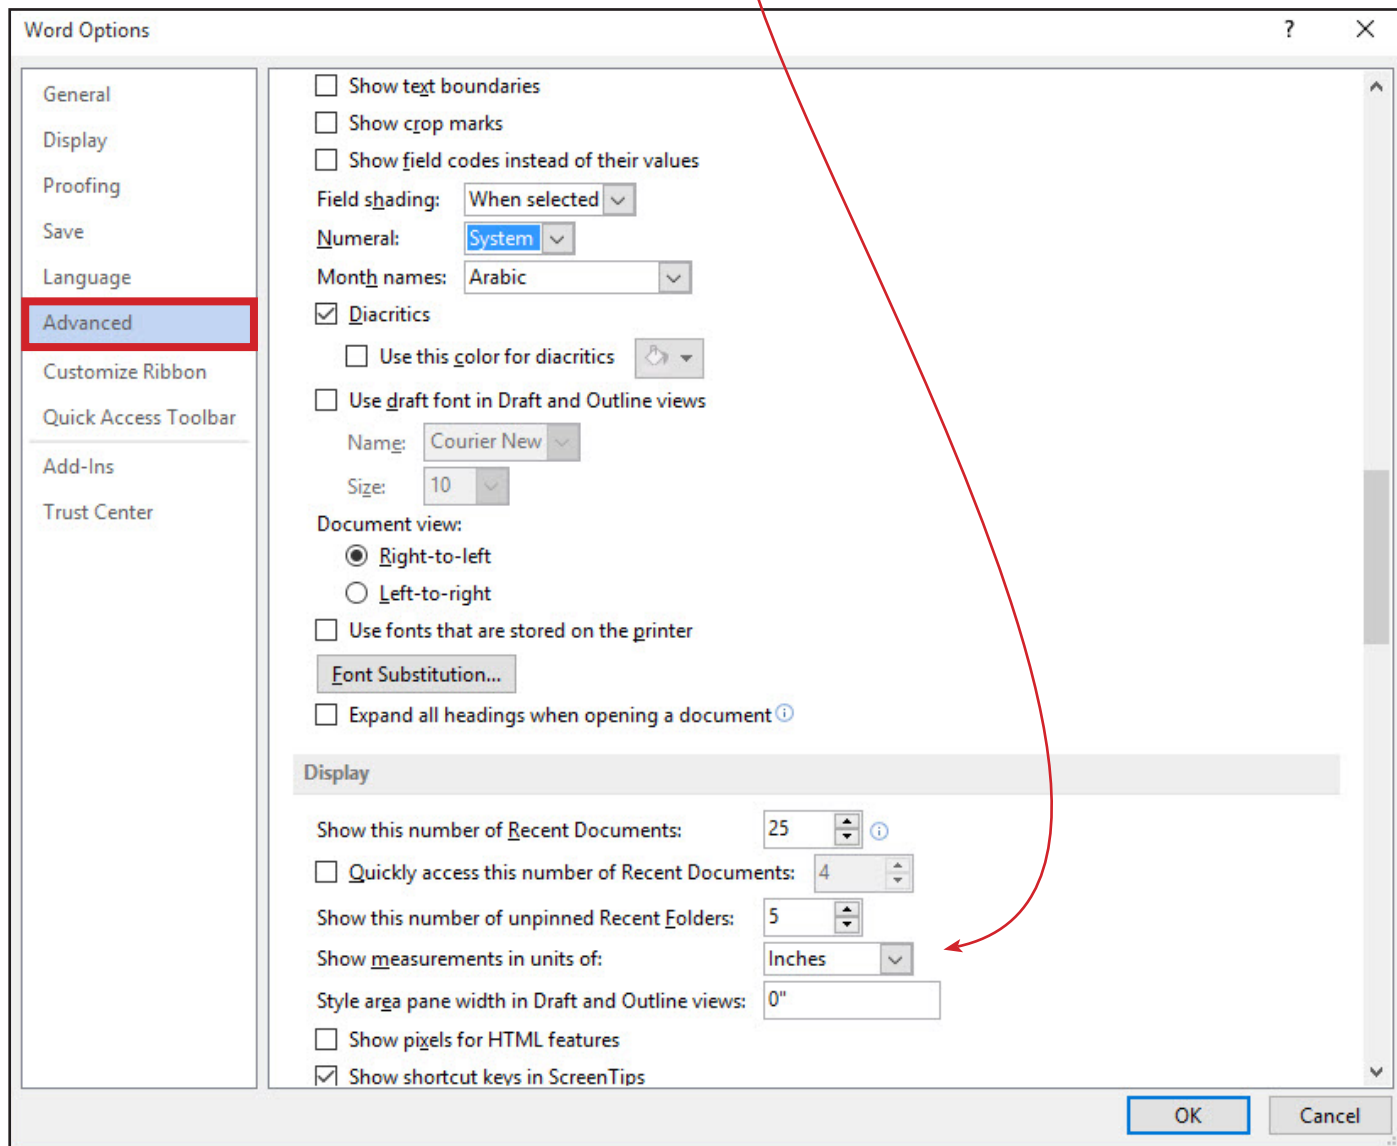 Word Options
?
General
Display
Proofing
Save
Language
Advanced
Customize Ribbon
Quick Access Toolbar
Add-Ins
Trust Center
Show text boundaries
Show crop marks
Show field codes instead of their values
Field shading: When selected
Numeral: System
Month names: Arabic
Diacritics
Use this color for diacritics
Use draft font in Draft and Outline views
Name: Courier New
Size: 10
Document view:
Right-to-left
Left-to-right
Use fonts that are stored on the printer
Font Substitution...
Expand all headings when opening a document
Display
Show this number of Recent Documents: 25
Quickly access this number of Recent Documents: 4
Show this number of unpinned Recent Folders: 5
Show measurements in units of: Inches
Style area pane width in Draft and Outline views: 0"
Show pixels for HTML features
Show shortcut keys in ScreenTips
OK Cancel